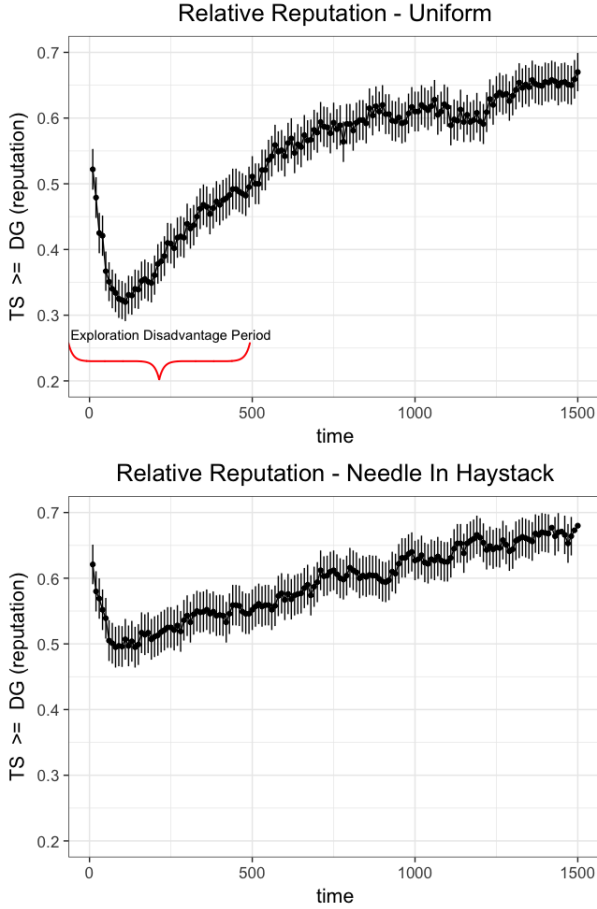 Relative Reputation - Uniform
TS >= DG (reputation)
0.7
0.6
0.5
0.4
0.3
0.2
Exploration Disadvantage Period
0 500 1000 1500
time
Relative Reputation - Needle In Haystack
TS >= DG (reputation)
0.7
0.6
0.5
0.4
0.3
0.2
0 500 1000 1500
time